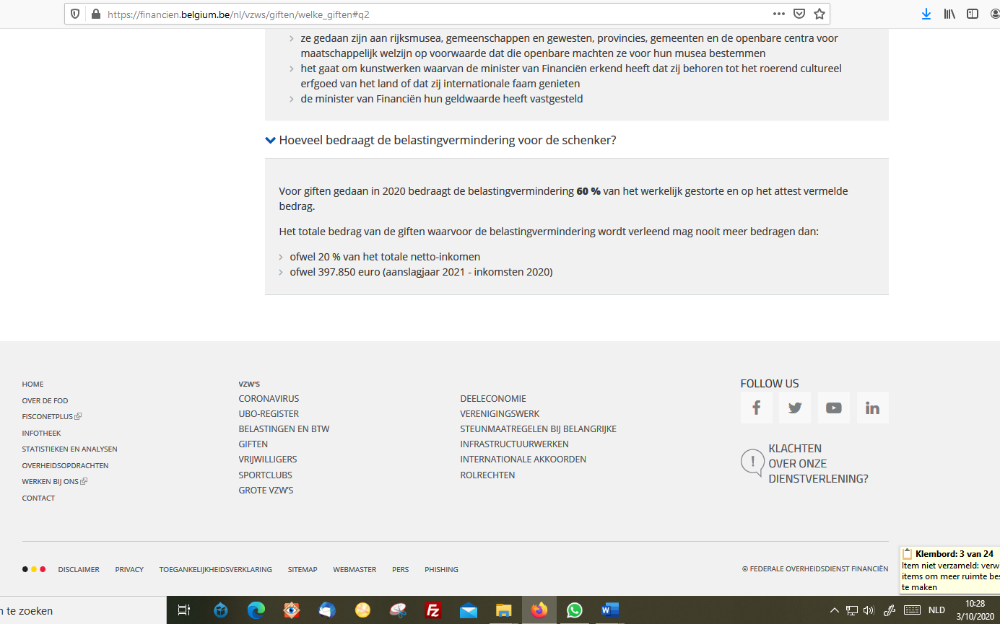 https://financien.belgium.be/nl/vzws/giften/welke_giften#q2
ze gedaan zijn aan rijksmusea, gemeenschappen en gewesten, provincies, gemeenten en de openbare centra voor
maatschappelijk welzijn op voorwaarde dat die openbare machten ze voor hun musea bestemmen
het gaat om kunstwerken waarvan de minister van Financiën erkend heeft dat zij behoren tot het roerend cultureel
erfgoed van het land of dat zij internationale faam genieten
de minister van Financiën hun geldwaarde heeft vastgesteld
Hoeveel bedraagt de belastingvermindering voor de schenker?
Voor giften gedaan in 2020 bedraagt de belastingvermindering 60 % van het werkelijk gestorte en op het attest vermelde
bedrag.
Het totale bedrag van de giften waarvoor de belastingvermindering wordt verleend mag nooit meer bedragen dan:
ofwel 20 % van het totale netto-inkomen
ofwel 397.850 euro (aanslagjaar 2021 - inkomsten 2020)
HOME
OVER DE FOD
FISCONETPLUS
INFOTHEEK
STATISTIEKEN EN ANALYSEN
OVERHEIDSOPDRACHTEN
WERKEN BIJ ONS
CONTACT
VZW'S
CORONAVIRUS
UBO-REGISTER
BELASTINGEN EN BTW
GIFTEN
VRIJWILLIGERS
SPORTCLUBS
GROTE VZW'S
DEELECONOMIE
VERENIGINGSWERK
STEUNMAATREGELEN BIJ BELANGRIJKE
INFRASTRUCTUURWERKEN
INTERNATIONALE AKKOORDEN
ROLRECHTEN
FOLLOW US
KLACHTEN
OVER ONZE
DIENSTVERLENING?
DISCLAIMER PRIVACY TOEGANKELIJKHEIDSVERKLARING SITEMAP WEBMASTER PERS PHISHING
© FEDERALE OVERHEIDSDIENST FINANCIËN
Klembord: 3 van 24
Item niet verzameld: verw
items om meer ruimte bes
te maken
n te zoeken
NLD
10:28
3/10/2020